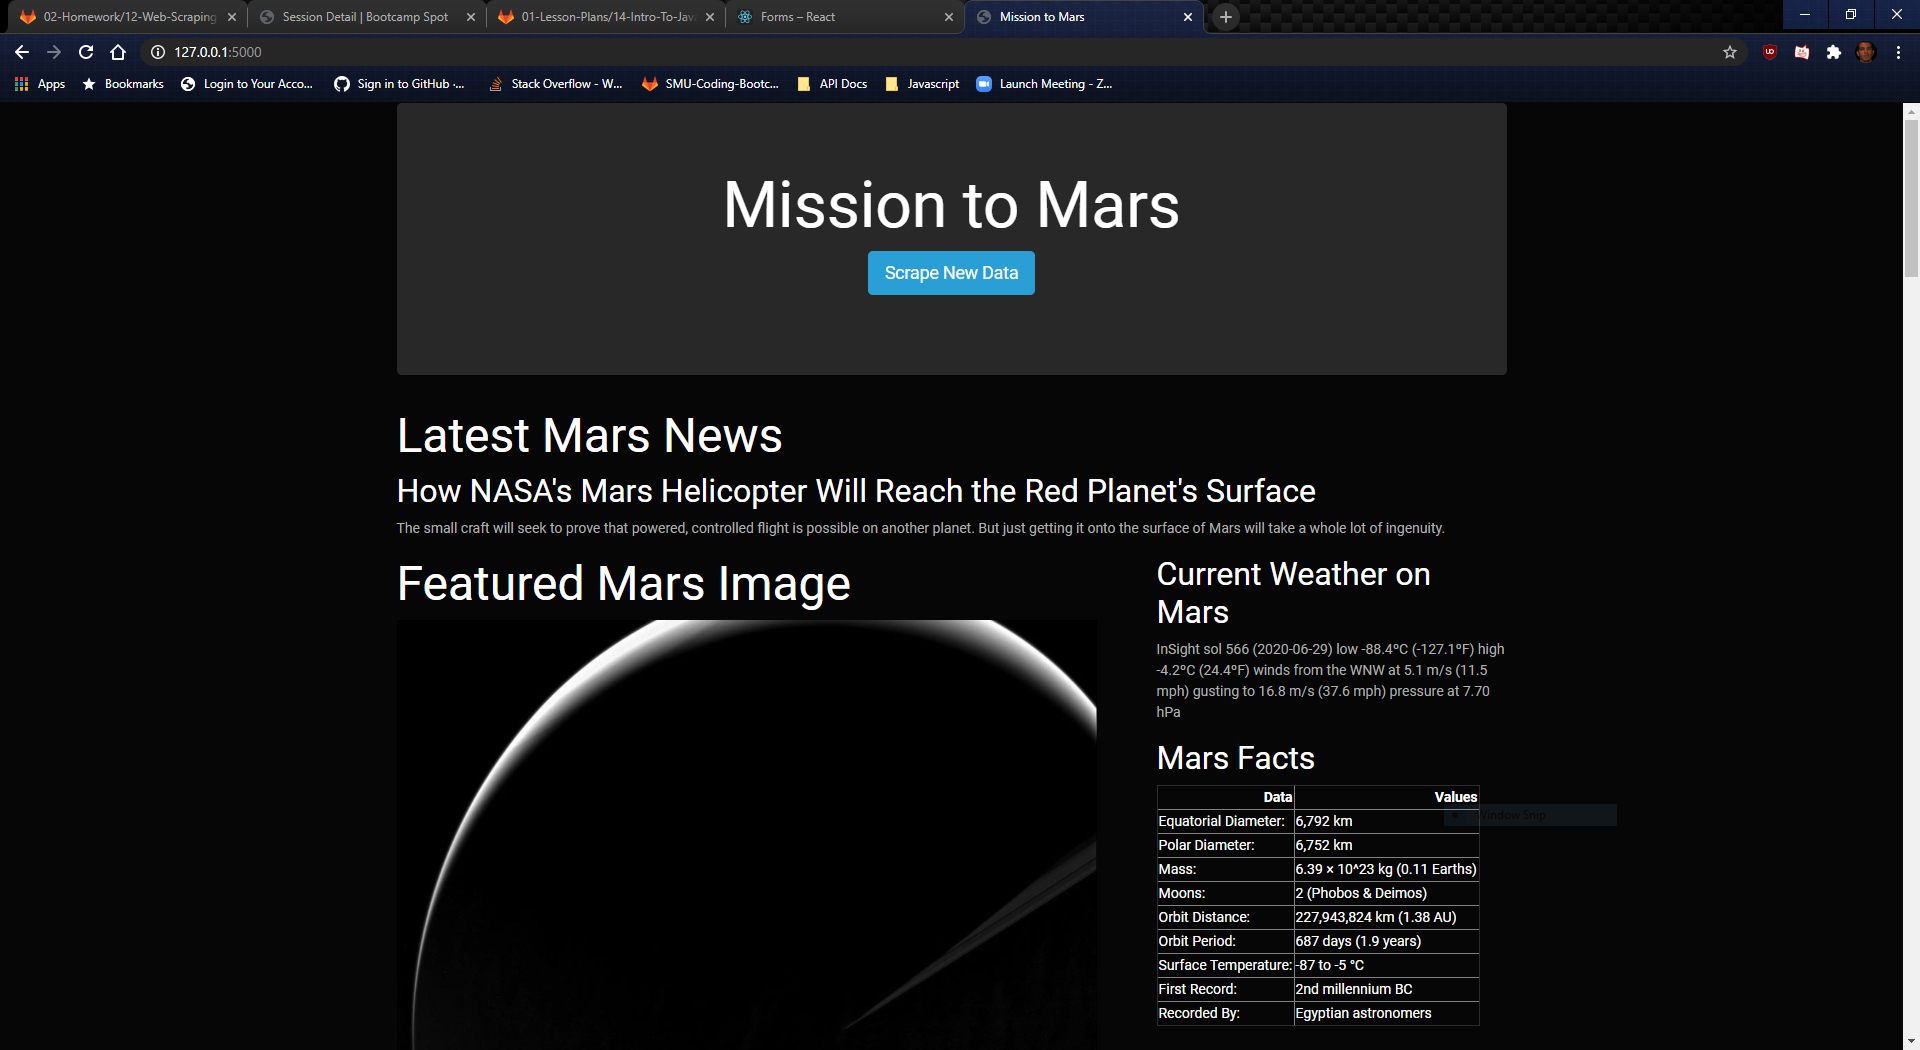 02-Homework/12-Web-Scraping
Session Detail | Bootcamp Spot
01-Lesson-Plans/14-Intro-To-Jav
Forms – React
Mission to Mars
127.0.0.1:5000
Apps
Bookmarks
Login to Your Acco...
Sign in to GitHub ·...
Stack Overflow - W...
SMU-Coding-Bootc...
API Docs
Javascript
Launch Meeting - Z...
Mission to Mars
Scrape New Data
Latest Mars News
How NASA's Mars Helicopter Will Reach the Red Planet's Surface
The small craft will seek to prove that powered, controlled flight is possible on another planet. But just getting it onto the surface of Mars will take a whole lot of ingenuity.
Featured Mars Image
Current Weather on
Mars
InSight sol 566 (2020-06-29) low -88.4ºC (-127.1ºF) high
-4.2ºC (24.4ºF) winds from the WNW at 5.1 m/s (11.5
mph) gusting to 16.8 m/s (37.6 mph) pressure at 7.70
hPa
Mars Facts
Data Values
Equatorial Diameter: 6,792 km
Polar Diameter: 6,752 km
Mass: 6.39 × 10^23 kg (0.11 Earths)
Moons: 2 (Phobos & Deimos)
Orbit Distance: 227,943,824 km (1.38 AU)
Orbit Period: 687 days (1.9 years)
Surface Temperature: -87 to -5 °C
First Record: 2nd millennium BC
Recorded By: Egyptian astronomers
Window Snip